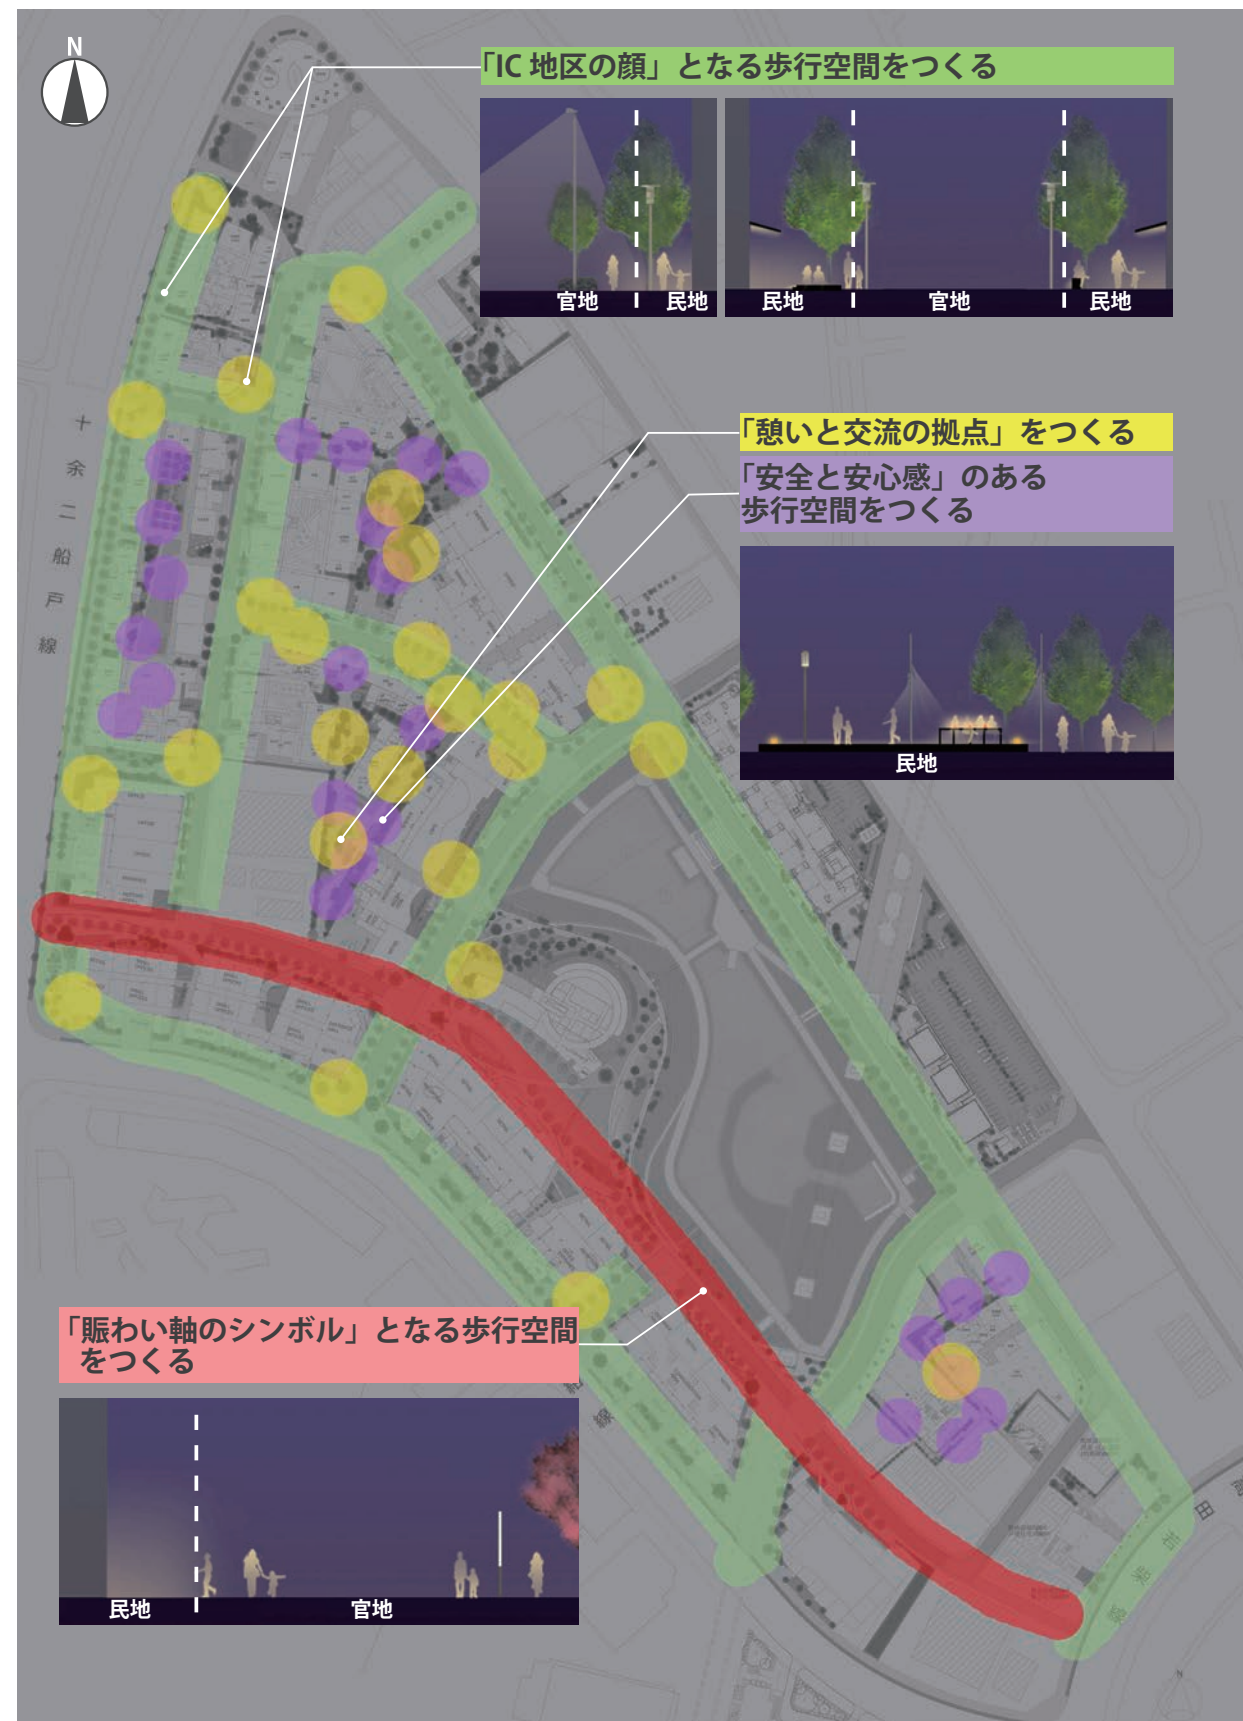 N
「IC 地区の顔」となる歩行空間をつくる
官地
民地
民地
官地
民地
「憩いと交流の拠点」をつくる
「安全と安心感」のある
歩行空間をつくる
民地
十余二船戸線
「賑わい軸のシンボル」となる歩行空間
をつくる
民地
官地
線
田
若柴